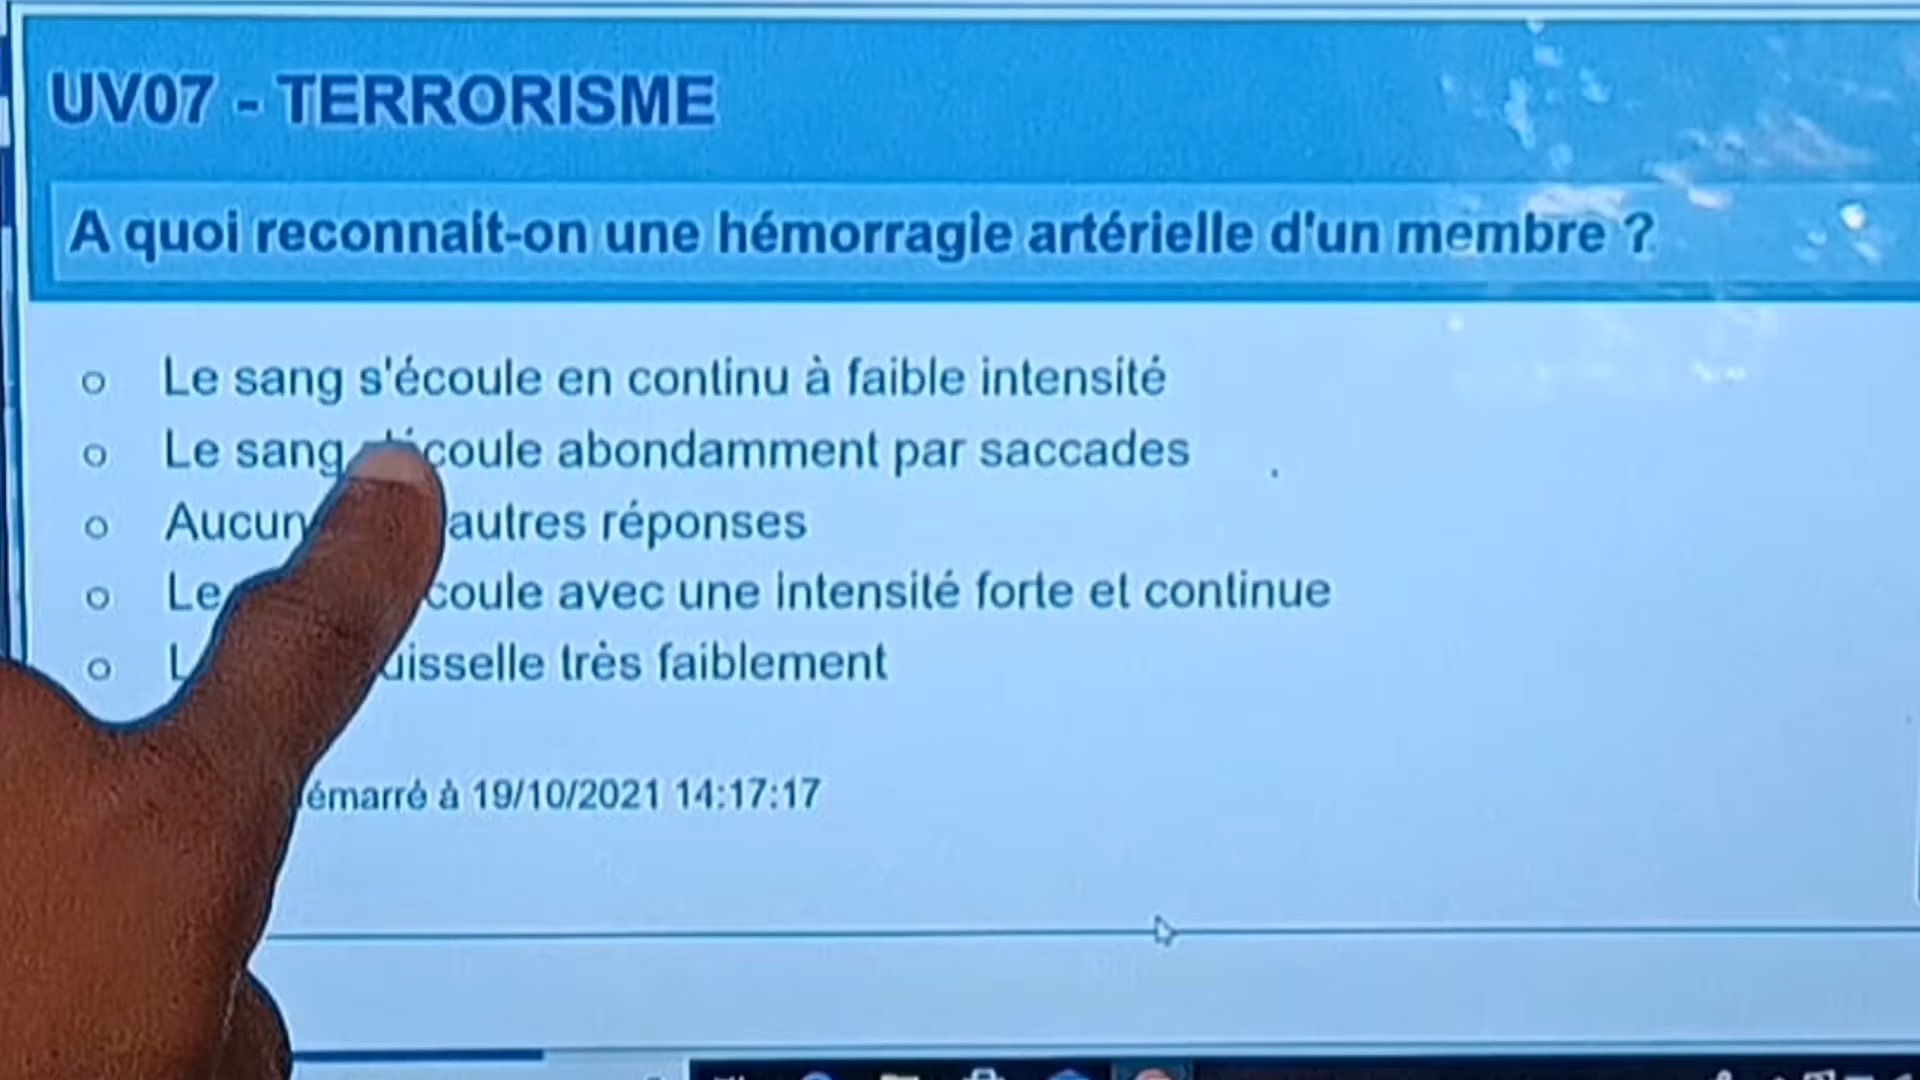 UV07 - TERRORISME
A quoi reconnait-on une hémorragie artérielle d'un membre ?
Le sang s'écoule en continu à faible intensité
Le sang écoule abondamment par saccades
Aucun autres réponses
Le coule avec une intensité forte et continue
L uisselle très faiblement
émarré à 19/10/2021 14:17:17